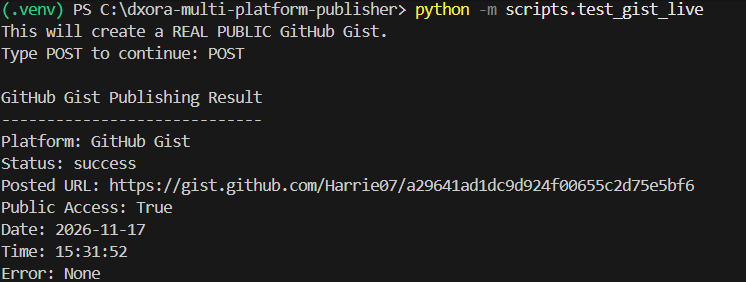 (.venv) PS C:\dxora-multi-platform-publisher> python -m scripts.test_gist_live
This will create a REAL PUBLIC GitHub Gist.
Type POST to continue: POST
GitHub Gist Publishing Result
-----------------------------
Platform: GitHub Gist
Status: success
Posted URL: https://gist.github.com/Harrie07/a29641ad1dc9d924f00655c2d75e5bf6
Public Access: True
Date: 2026-11-17
Time: 15:31:52
Error: None